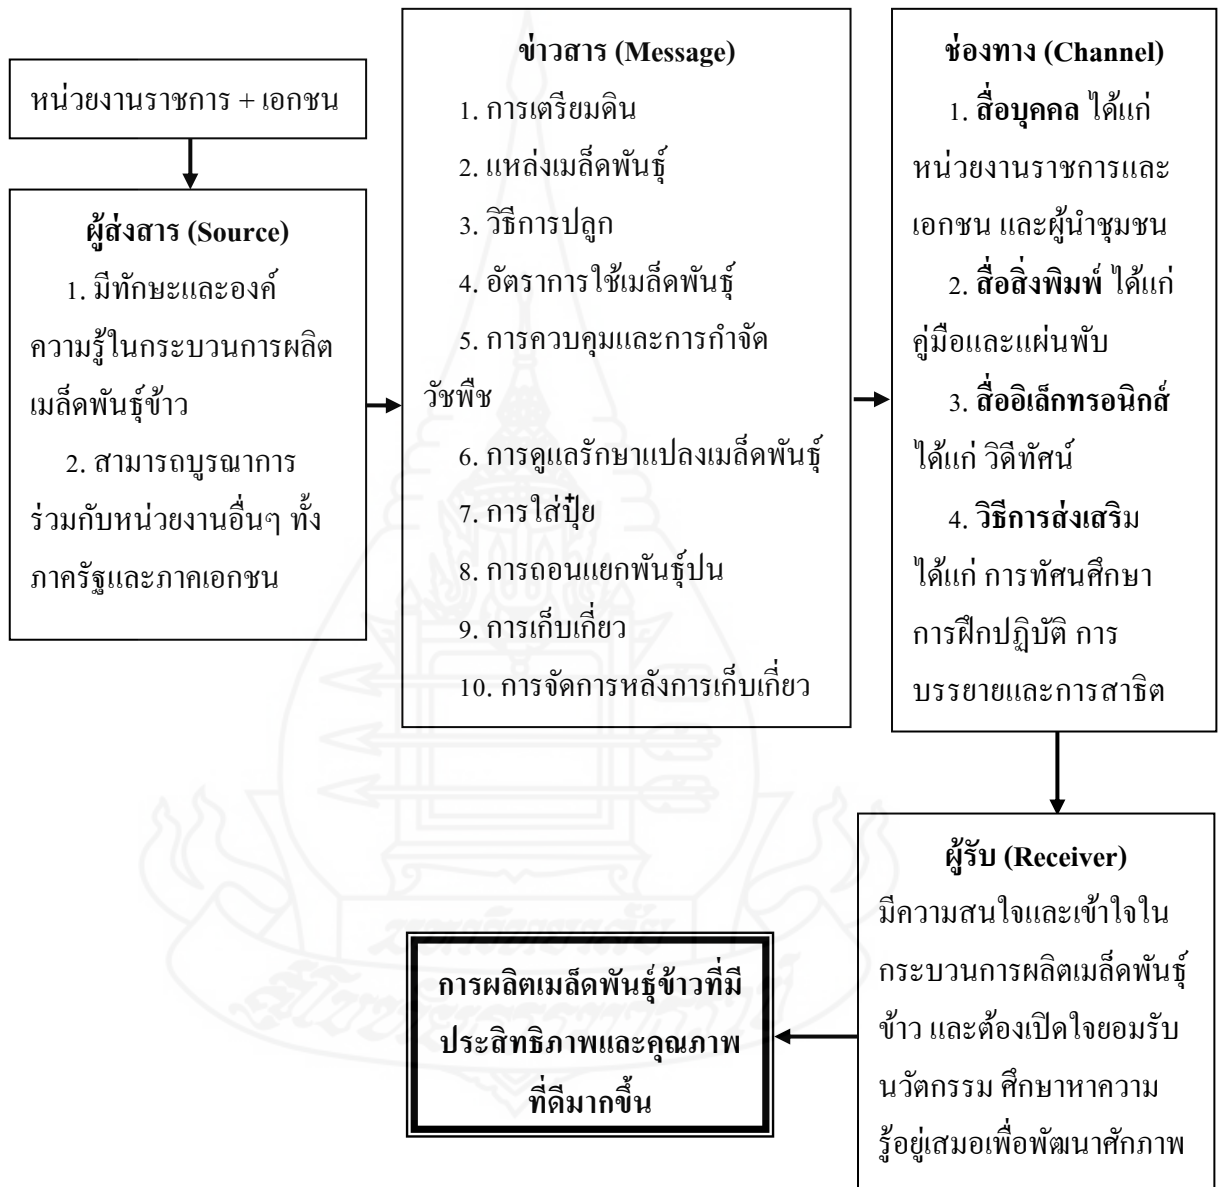 หน่วยงานราชการ + เอกชน
ผู้ส่งสาร (Source)
1. มีทักษะและองค์
ความรู้ในกระบวนการผลิต
เมล็ดพันธุ์ข้าว
2. สามารถบูรณาการ
ร่วมกับหน่วยงานอื่นๆ ทั้ง
ภาครัฐและภาคเอกชน
ข่าวสาร (Message)
1. การเตรียมดิน
2. แหล่งเมล็ดพันธุ์
3. วิธีการปลูก
4. อัตราการใช้เมล็ดพันธุ์
5. การควบคุมและการกำจัด
วัชพืช
6. การดูแลรักษาแปลงเมล็ดพันธุ์
7. การใส่ปุ๋ย
8. การถอนแยกพันธุ์ปน
9. การเก็บเกี่ยว
10. การจัดการหลังการเก็บเกี่ยว
ช่องทาง (Channel)
1. สื่อบุคคล ได้แก่
หน่วยงานราชการและ
เอกชน และผู้นำชุมชน
2. สื่อสิ่งพิมพ์ ได้แก่
คู่มือและแผ่นพับ
3. สื่ออิเล็กทรอนิกส์
ได้แก่ วิดีทัศน์
4. วิธีการส่งเสริม
ได้แก่ การทัศนศึกษา
การฝึกปฏิบัติ การ
บรรยายและการสาธิต
ผู้รับ (Receiver)
มีความสนใจและเข้าใจใน
กระบวนการผลิตเมล็ดพันธุ์
ข้าว และต้องเปิดใจยอมรับ
นวัตกรรม ศึกษาหาความ
รู้อยู่เสมอเพื่อพัฒนาศักภาพ
การผลิตเมล็ดพันธุ์ข้าวที่มี
ประสิทธิภาพและคุณภาพ
ที่ดีมากขึ้น
มหาวิทยาลัย
สุโขทัยธรรมาธิราช